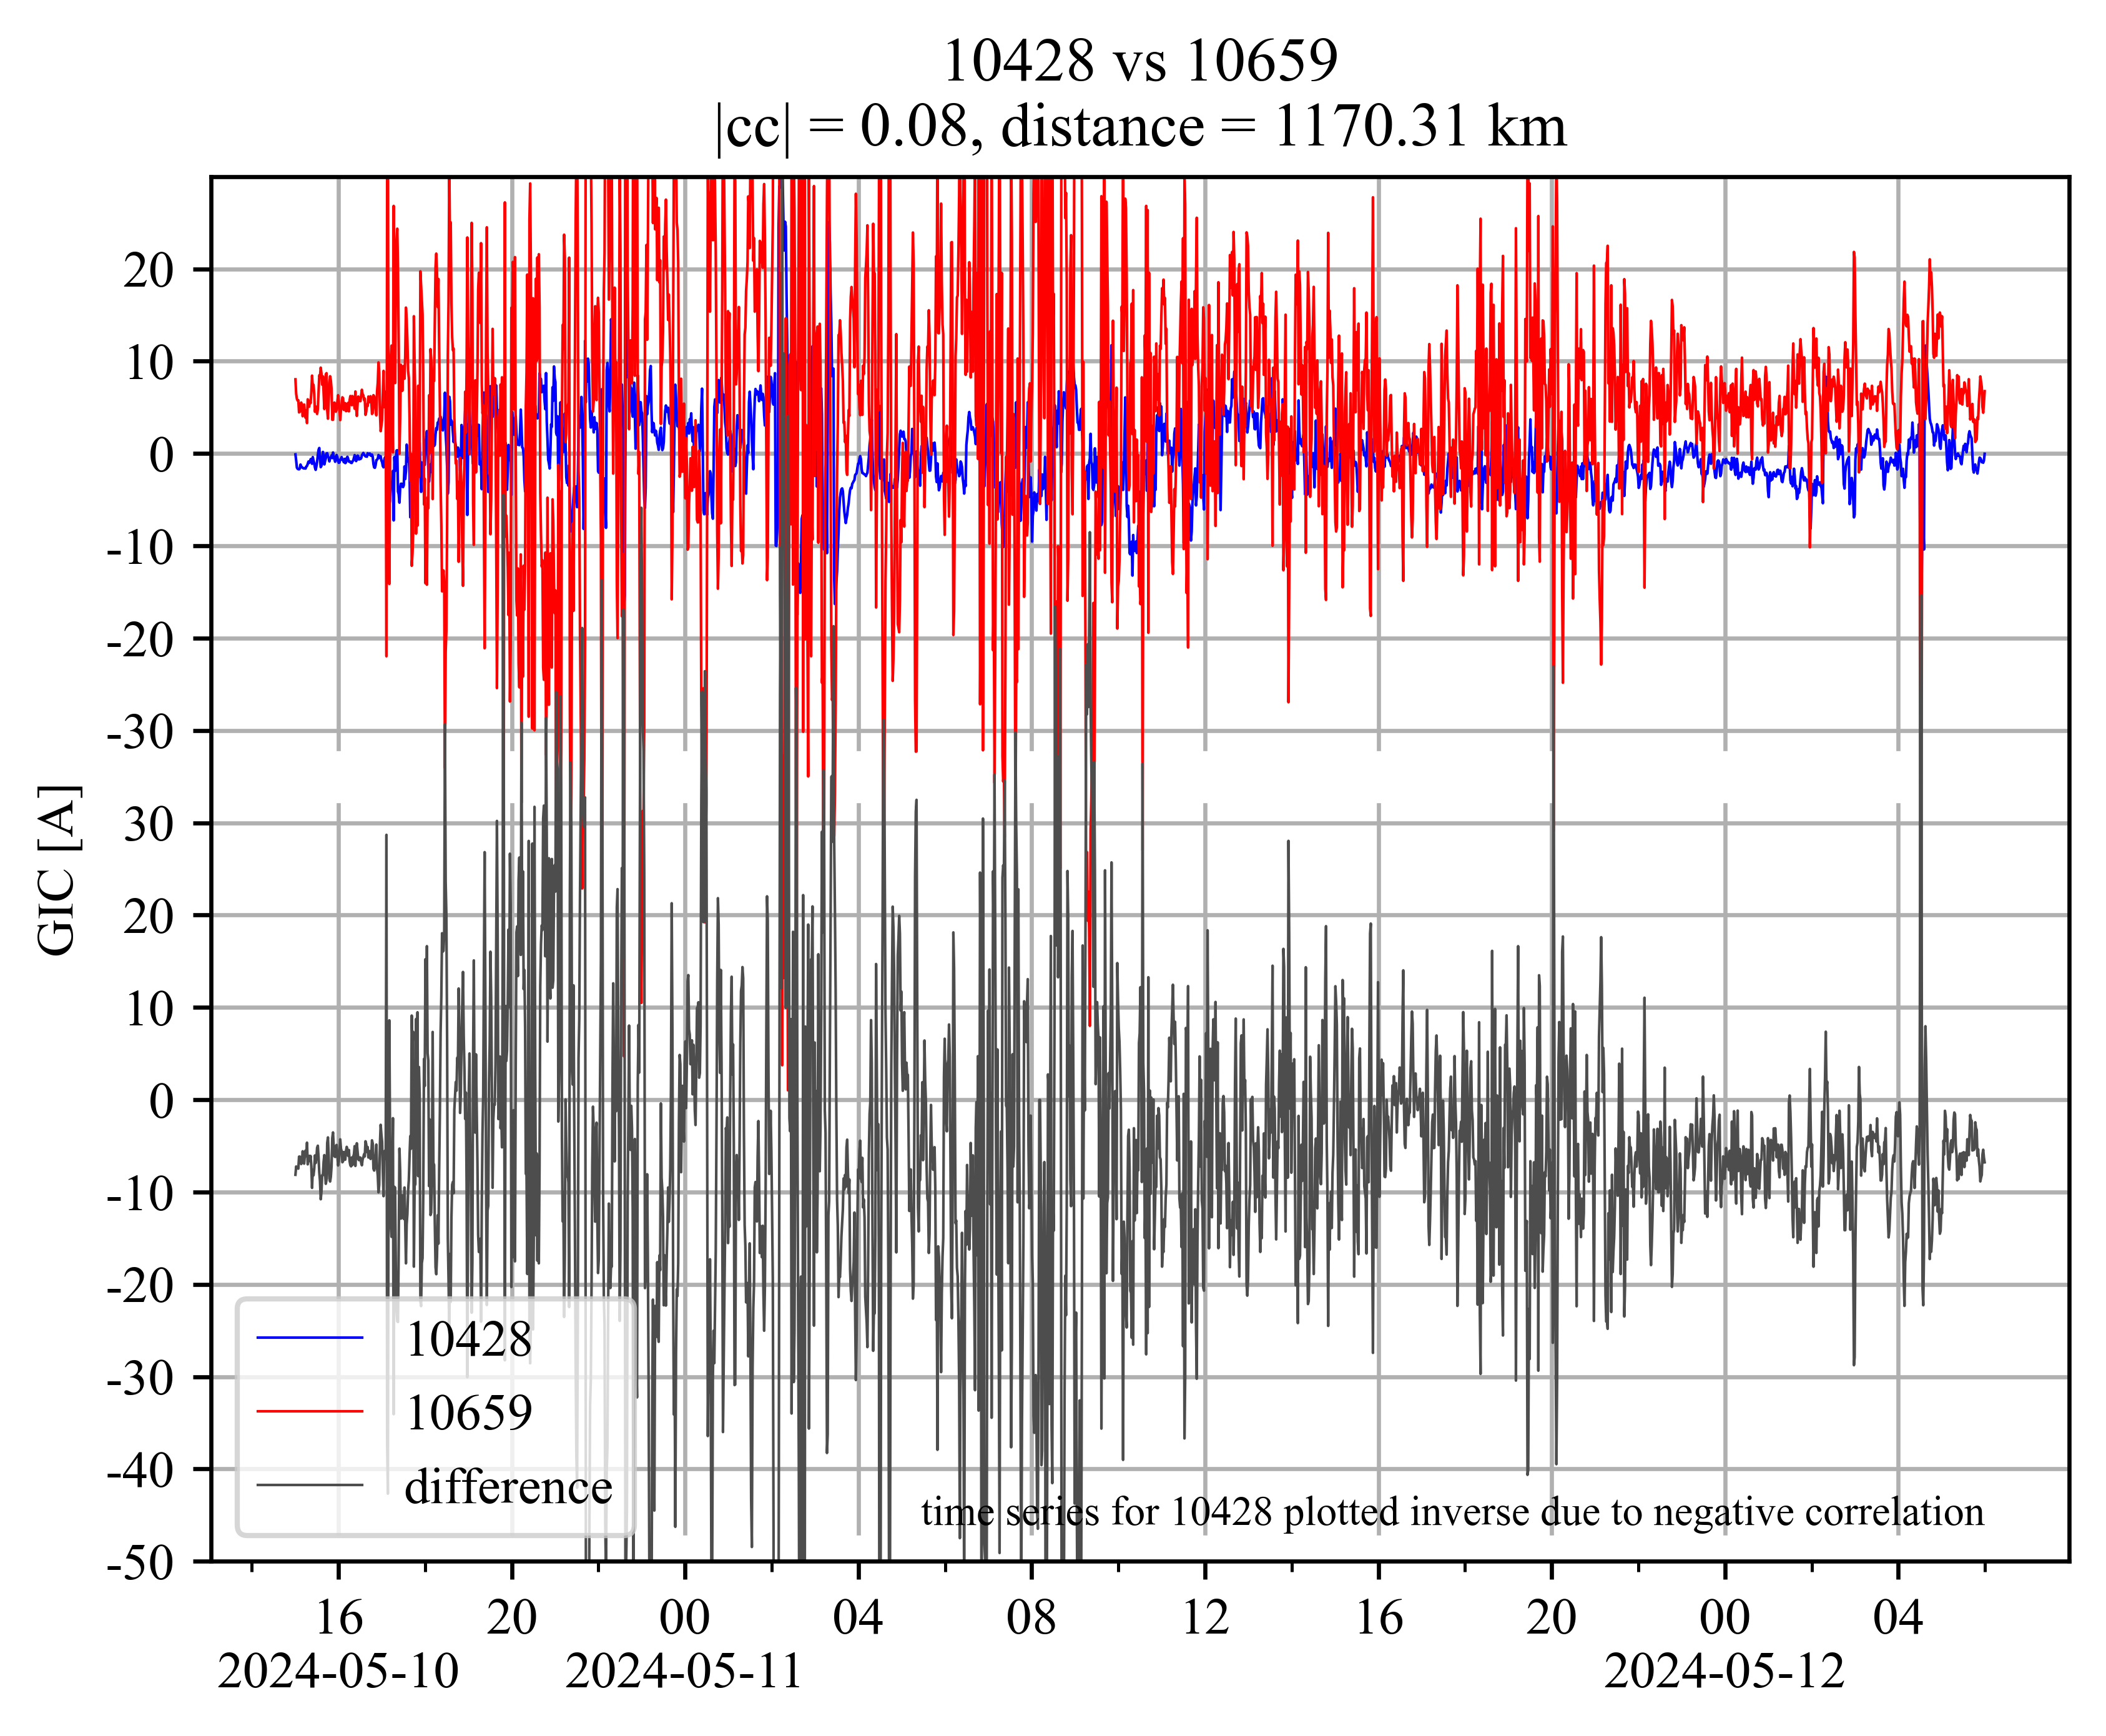 10428 vs 10659
|cc| = 0.08, distance = 1170.31 km
GIC [A]
20
10
0
-10
-20
-30
30
20
10
0
-10
-20
-30
-40
-50
10428
10659
difference
time series for 10428 plotted inverse due to negative correlation
16 20 00 04 08 12 16 20 00 04
2024-05-10 2024-05-11 2024-05-12